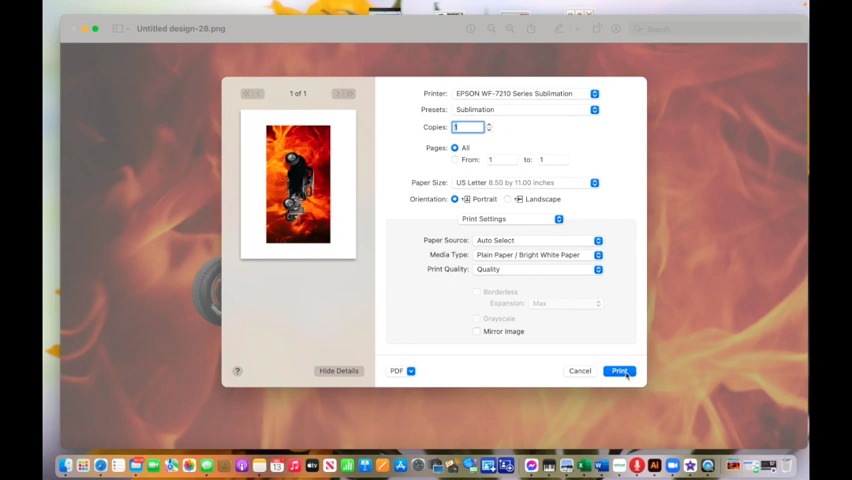 Untitled design-28.png
Search
1 of 1
Printer: EPSON WF-7210 Series Sublimation
Presets: Sublimation
Copies: 1
Pages: All
From: 1 to: 1
Paper Size: US Letter 8.50 by 11.00 inches
Orientation: Portrait Landscape
Print Settings
Paper Source: Auto Select
Media Type: Plain Paper / Bright White Paper
Print Quality: Quality
Borderless
Expansion: Max
Grayscale
Mirror Image
? Hide Details PDF Cancel Print